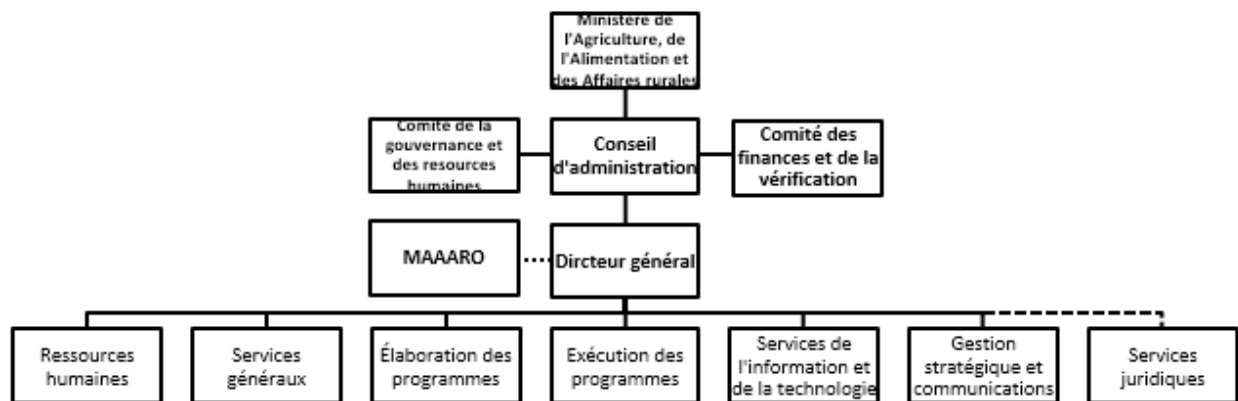 Ministère de
l'Agriculture, de
l'Alimentation et
des Affaires rurales
Comité de la
gouvernance et
des resources
humaines
Conseil
d'administration
Comité des
finances et de la
vérification
MAAARO
Dircteur général
Ressources
humaines
Services
généraux
Élaboration des
programmes
Exécution des
programmes
Services de
l'information et
de la technologie
Gestion
stratégique et
communications
Services
juridiques